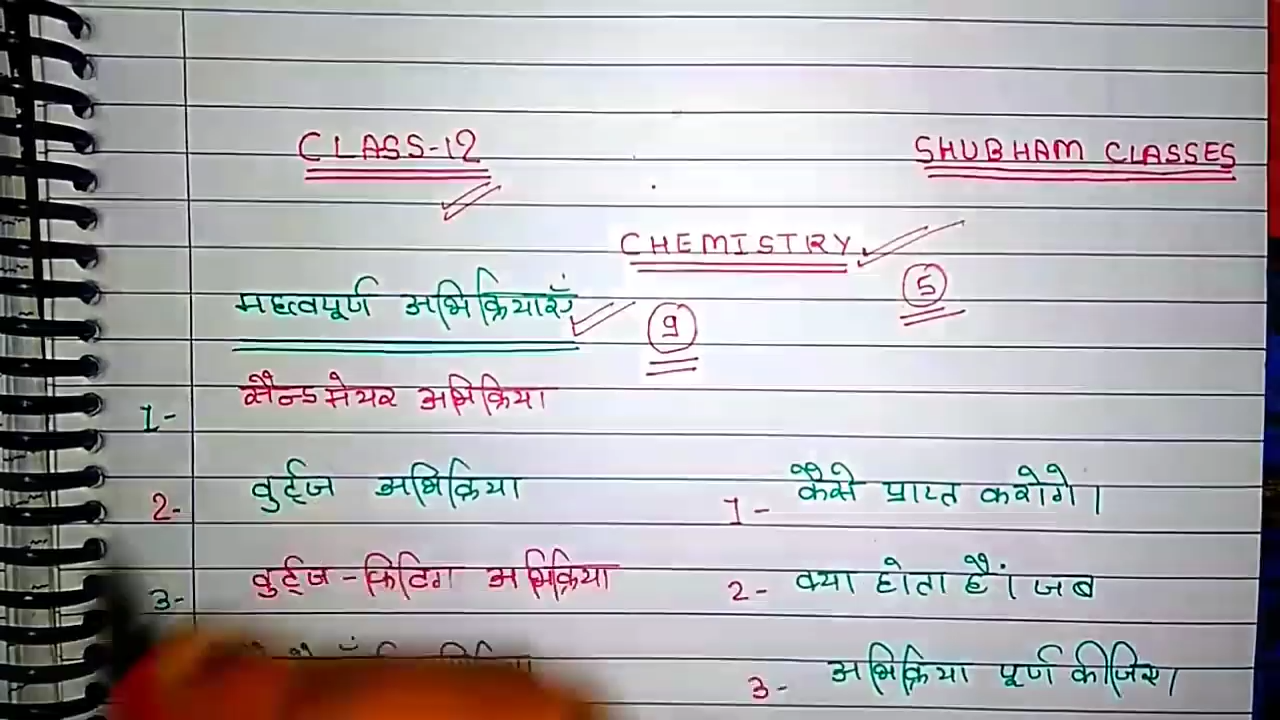 CLASS-12
SHUBHAM CLASSES
CHEMISTRY
5
महत्वपूर्ण अभिक्रियाएँ
9
1- सैन्डमेयर अभिक्रिया
2- वुर्ट्ज अभिक्रिया
3- वुर्ट्ज-फिटिग अभिक्रिया
1- कैसे प्राप्त करोगे।
2- क्या होता हैं। जब
3- अभिक्रिया पूर्ण कीजिए।